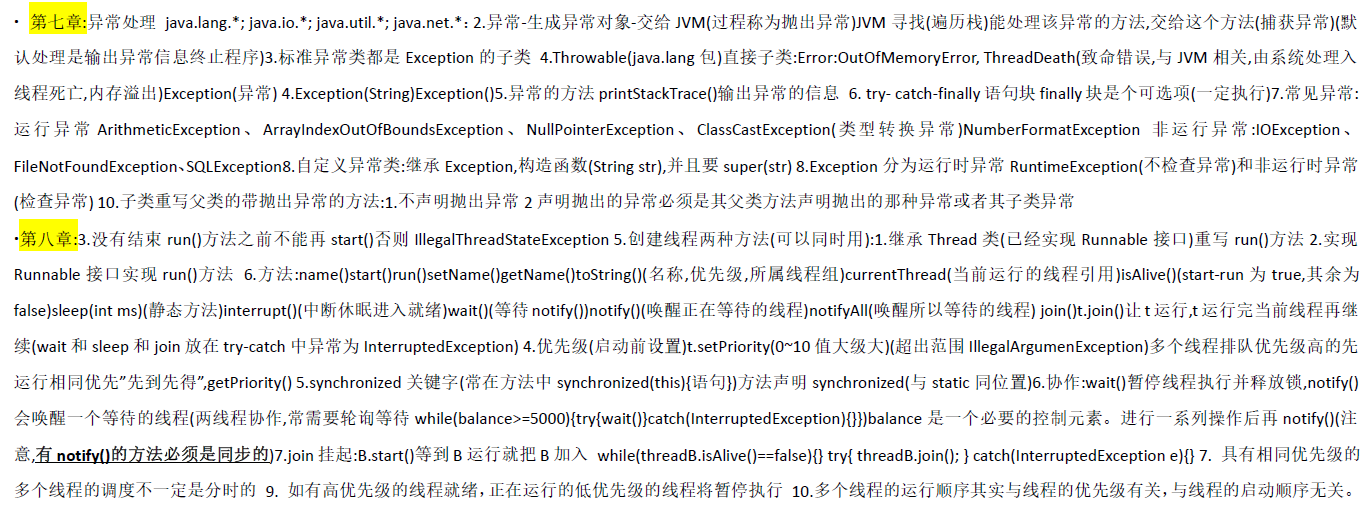 · 第七章:异常处理 java.lang.*; java.io.*; java.util.*; java.net.*: 2.异常-生成异常对象-交给 JVM(过程称为抛出异常)JVM 寻找(遍历栈)能处理该异常的方法,交给这个方法(捕获异常)(默
认处理是输出异常信息终止程序)3.标准异常类都是 Exception 的子类 4.Throwable(java.lang 包)直接子类:Error:OutOfMemoryError, ThreadDeath(致命错误,与 JVM 相关,由系统处理入
线程死亡,内存溢出)Exception(异常) 4.Exception(String)Exception()5.异常的方法 printStackTrace()输出异常的信息 6. try- catch-finally 语句块 finally 块是个可选项(一定执行)7.常见异常:
运行异常 ArithmeticException、ArrayIndexOutOfBoundsException、NullPointerException、ClassCastException(类型转换异常)NumberFormatException 非运行异常:IOException、
FileNotFoundException、SQLException8.自定义异常类:继承 Exception,构造函数(String str),并且要 super(str) 8.Exception 分为运行时异常 RuntimeException(不检查异常)和非运行时异常
(检查异常) 10.子类重写父类的带抛出异常的方法:1.不声明抛出异常 2 声明抛出的异常必须是其父类方法声明抛出的那种异常或者其子类异常
·第八章:3.没有结束 run()方法之前不能再 start()否则 IllegalThreadStateException 5.创建线程两种方法(可以同时用):1.继承 Thread 类(已经实现 Runnable 接口)重写 run()方法 2.实现
Runnable 接口实现 run()方法 6.方法:name()start()run()setName()getName()toString()(名称,优先级,所属线程组)currentThread(当前运行的线程引用)isAlive()(start-run 为 true,其余为
false)sleep(int ms)(静态方法)interrupt()(中断休眠进入就绪)wait()(等待 notify())notify()(唤醒正在等待的线程)notifyAll(唤醒所以等待的线程) join()t.join()让 t 运行,t 运行完当前线程再继
续(wait 和 sleep 和 join 放在 try-catch 中异常为 InterruptedException) 4.优先级(启动前设置)t.setPriority(0~10 值大级大)(超出范围 IllegalArgumenException)多个线程排队优先级高的先
运行相同优先”先到先得”,getPriority() 5.synchronized 关键字(常在方法中 synchronized(this){语句})方法声明 synchronized(与 static 同位置)6.协作:wait()暂停线程执行并释放锁,notify()
会唤醒一个等待的线程(两线程协作,常需要轮询等待 while(balance>=5000){try{wait()}catch(InterruptedException){}})balance 是一个必要的控制元素。进行一系列操作后再 notify()(注
意,有 notify()的方法必须是同步的)7.join 挂起:B.start()等到 B 运行就把 B 加入 while(threadB.isAlive()==false){} try{ threadB.join(); } catch(InterruptedException e){} 7. 具有相同优先级的
多个线程的调度不一定是分时的 9. 如有高优先级的线程就绪，正在运行的低优先级的线程将暂停执行 10.多个线程的运行顺序其实与线程的优先级有关，与线程的启动顺序无关。